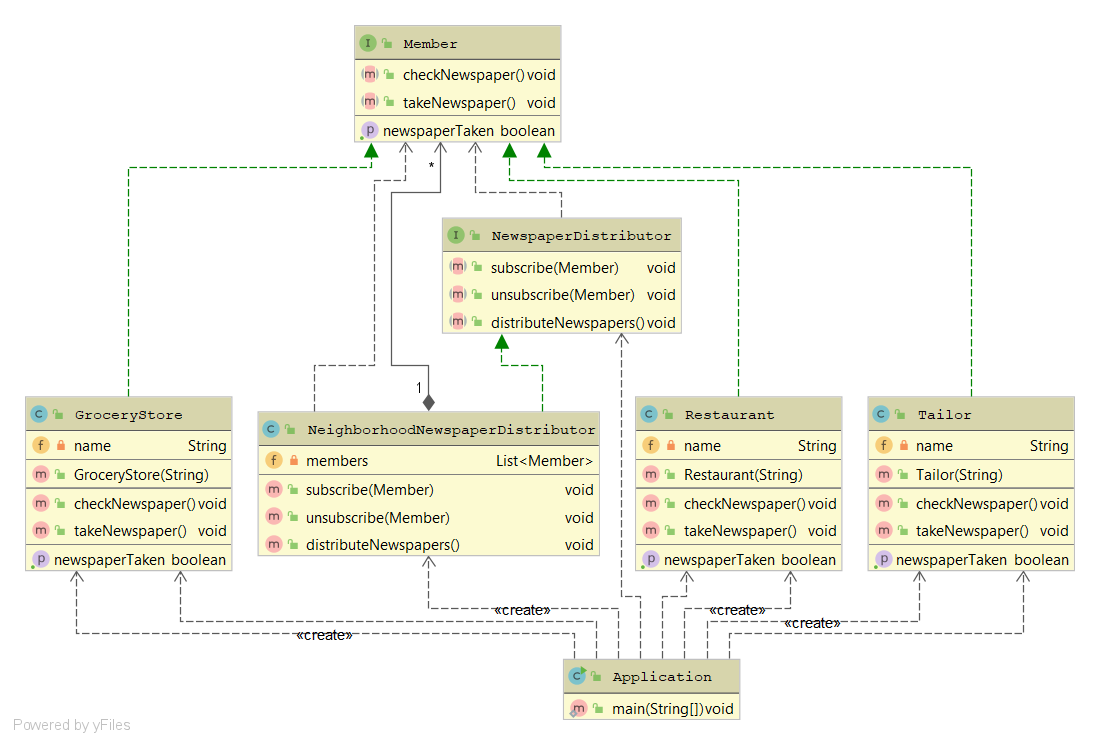 I Member
m checkNewspaper() void
m takeNewspaper() void
p newspaperTaken boolean
*
I NewspaperDistributor
m subscribe(Member) void
m unsubscribe(Member) void
m distributeNewspapers() void
1
C GroceryStore
f name String
m GroceryStore(String)
m checkNewspaper() void
m takeNewspaper() void
p newspaperTaken boolean
C NeighborhoodNewspaperDistributor
f members List<Member>
m subscribe(Member) void
m unsubscribe(Member) void
m distributeNewspapers() void
C Restaurant
f name String
m Restaurant(String)
m checkNewspaper() void
m takeNewspaper() void
p newspaperTaken boolean
C Tailor
f name String
m Tailor(String)
m checkNewspaper() void
m takeNewspaper() void
p newspaperTaken boolean
«create»
«create»
«create»
«create»
C Application
m main(String[]) void
Powered by yFiles